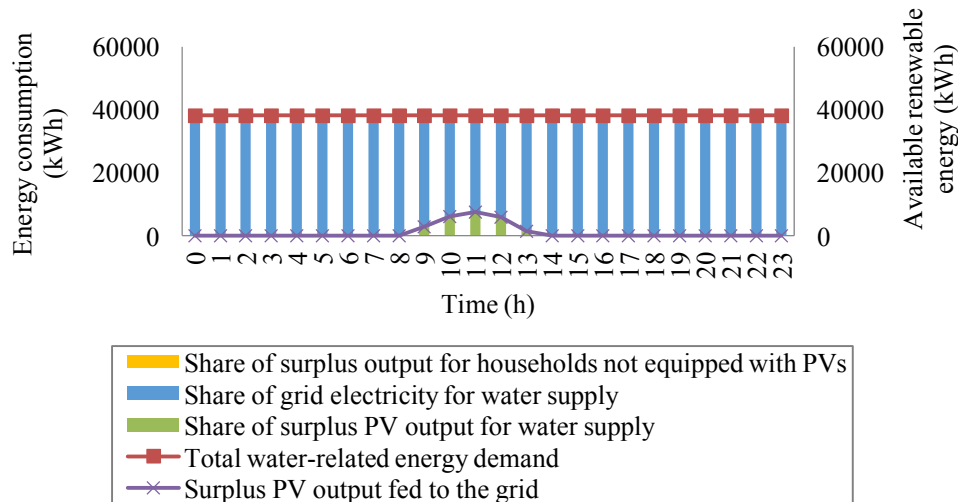 Energy consumption
(kWh)
60000
40000
20000
0
60000
40000
20000
0
Available renewable
energy (kWh)
0 1 2 3 4 5 6 7 8 9 10 11 12 13 14 15 16 17 18 19 20 21 22 23
Time (h)
Share of surplus output for households not equipped with PVs
Share of grid electricity for water supply
Share of surplus PV output for water supply
Total water-related energy demand
Surplus PV output fed to the grid